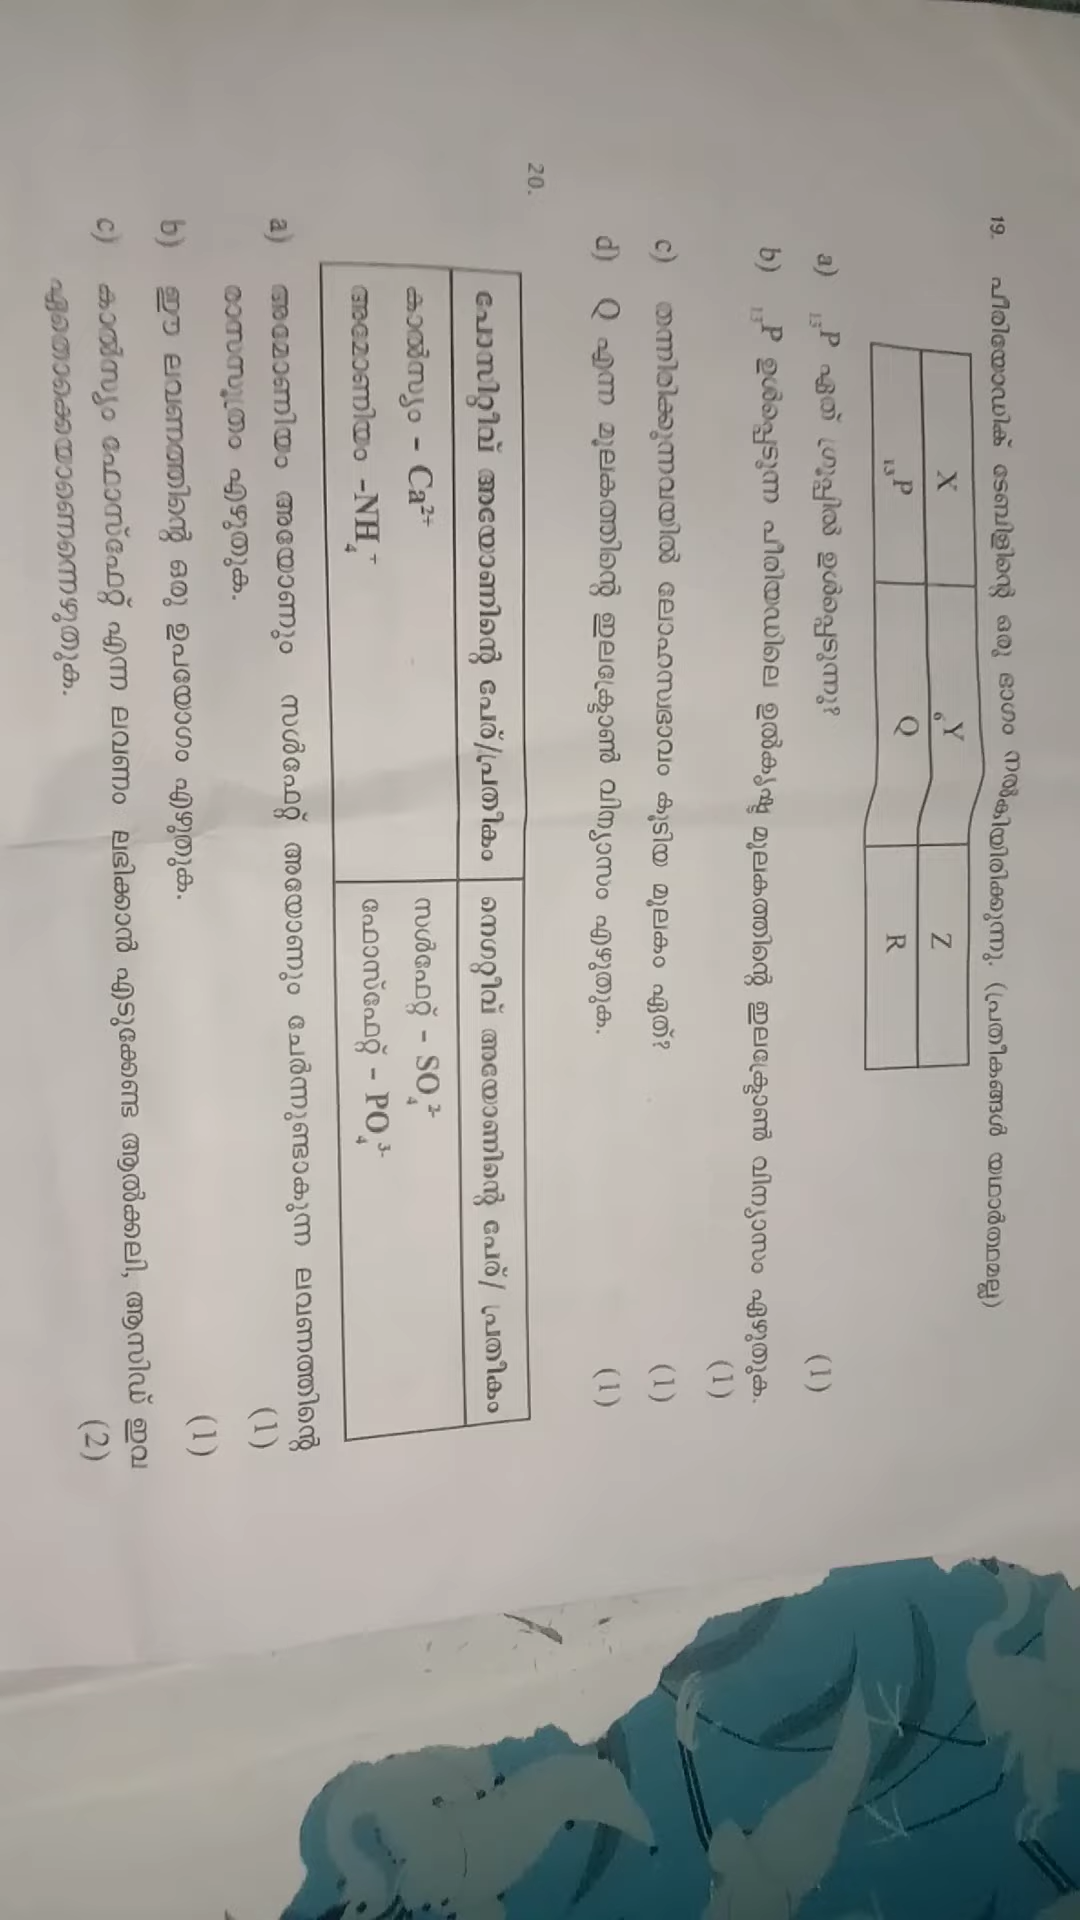 19. പീരിയോഡിക് ടേബിളിന്റെ ഒരു ഭാഗം നൽകിയിരിക്കുന്നു. (പ്രതീകങ്ങൾ യഥാർത്ഥമല്ല)
X ₆Y Z
₁₃P Q R
a) ₁₃P ഏത് ഗ്രൂപ്പിൽ ഉൾപ്പെടുന്നു? (1)
b) ₁₃P ഉൾപ്പെടുന്ന പീരിയഡിലെ ഉൽകൃഷ്ട മൂലകത്തിന്റെ ഇലക്ട്രോൺ വിന്യാസം എഴുതുക.
(1)
c) തന്നിരിക്കുന്നവയിൽ ലോഹസ്വഭാവം കൂടിയ മൂലകം ഏത്? (1)
d) Q എന്ന മൂലകത്തിന്റെ ഇലക്ട്രോൺ വിന്യാസം എഴുതുക. (1)
20.
പോസിറ്റീവ് അയോണിന്റെ പേര്/പ്രതീകം നെഗറ്റീവ് അയോണിന്റെ പേര്/ പ്രതീകം
കാൽസ്യം - Ca²⁺ സൾഫേറ്റ് - SO₄²⁻
അമോണിയം -NH₄⁺ ഫോസ്ഫേറ്റ് - PO₄³⁻
a) അമോണിയം അയോണും സൾഫേറ്റ് അയോണും ചേർന്നുണ്ടാകുന്ന ലവണത്തിന്റെ
രാസസൂത്രം എഴുതുക. (1)
b) ഈ ലവണത്തിന്റെ ഒരു ഉപയോഗം എഴുതുക. (1)
c) കാൽസ്യം ഫോസ്ഫേറ്റ് എന്ന ലവണം ലഭിക്കാൻ എടുക്കേണ്ട ആൽക്കലി, ആസിഡ് ഇവ
ഏതൊക്കെയാണെന്നെഴുതുക. (2)